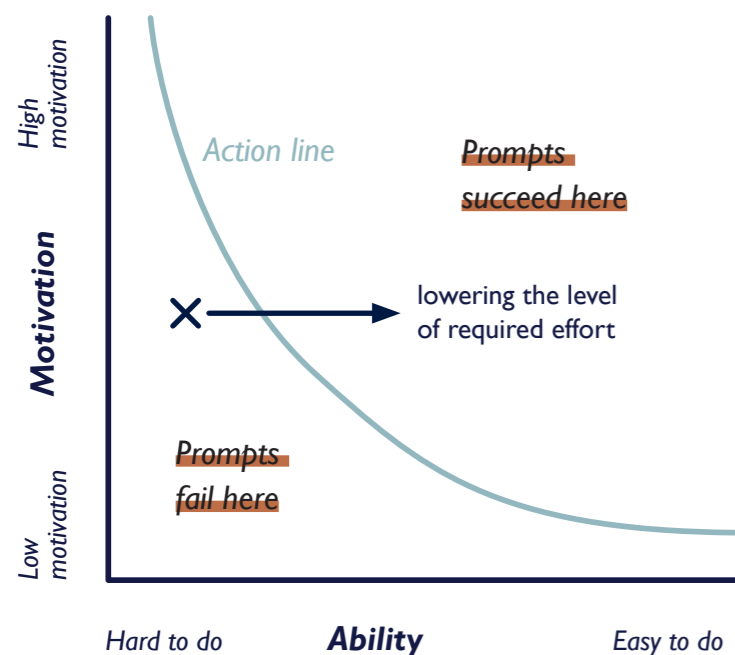 High
motivation
Action line
Prompts
succeed here
Motivation
lowering the level
of required effort
Prompts
fail here
Low
motivation
Hard to do
Ability
Easy to do